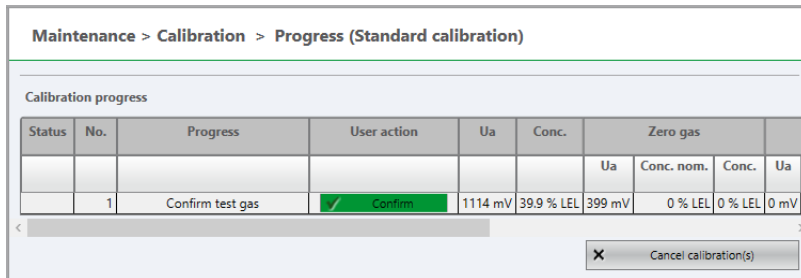 Maintenance > Calibration > Progress (Standard calibration)
Calibration progress
Status No. Progress User action Ua Conc. Zero gas
Ua Conc. nom. Conc. Ua
1 Confirm test gas Confirm 1114 mV 39.9 % LEL 399 mV 0 % LEL 0 % LEL 0 mV
Cancel calibration(s)